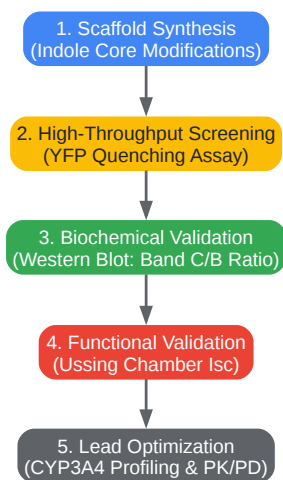 1. Scaffold Synthesis
(Indole Core Modifications)
2. High-Throughput Screening
(YFP Quenching Assay)
3. Biochemical Validation
(Western Blot: Band C/B Ratio)
4. Functional Validation
(Ussing Chamber Isc)
5. Lead Optimization
(CYP3A4 Profiling & PK/PD)